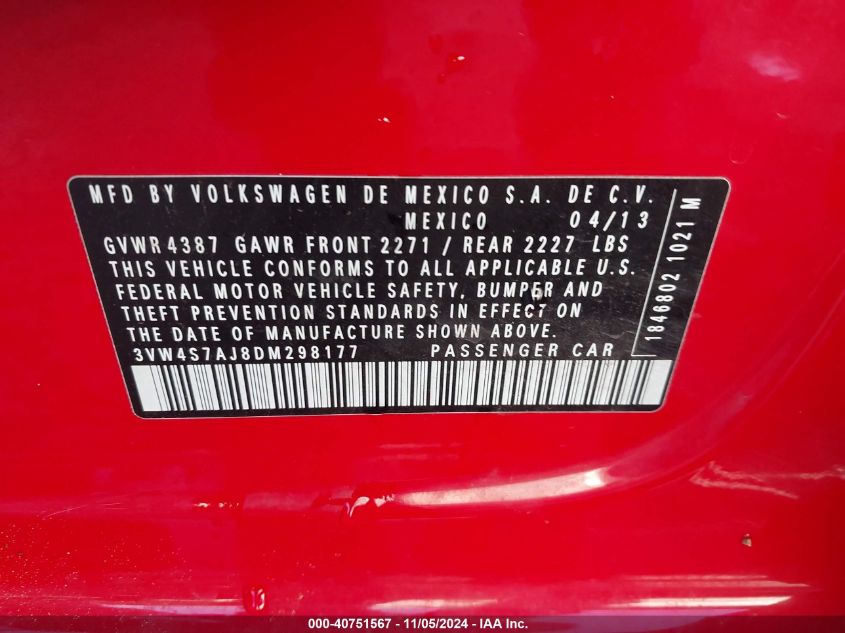 MFD BY VOLKSWAGEN DE MEXICO S.A. DE C.V.
MEXICO 04/13
GVWR 4387 GAWR FRONT 2271 / REAR 2227 LBS
THIS VEHICLE CONFORMS TO ALL APPLICABLE U.S.
FEDERAL MOTOR VEHICLE SAFETY, BUMPER AND
THEFT PREVENTION STANDARDS IN EFFECT ON
THE DATE OF MANUFACTURE SHOWN ABOVE.
3VW4S7AJ8DM298177 PASSENGER CAR
1846802 1021 M
000-40751567 - 11/05/2024 - IAA Inc.